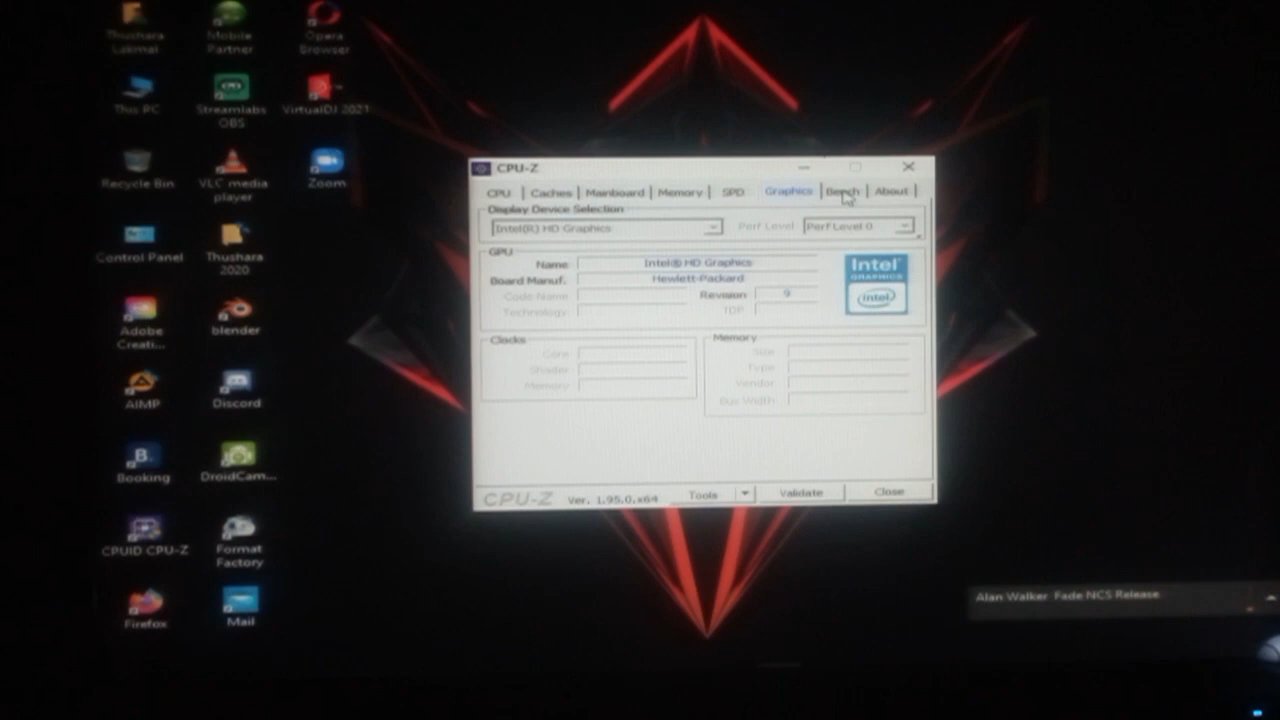 Thushara
Lakmal
Mobile
Partner
Opera
Browser
This PC
Streamlabs
OBS
VirtualDJ 2021
Recycle Bin
VLC media
player
Zoom
Control Panel
Thushara
2020
Adobe
Creati...
blender
AIMP
Discord
B.
Booking
DroidCam...
CPUID CPU-Z
Format
Factory
Firefox
Mail
CPU-Z
CPU
Caches
Mainboard
Memory
SPD
Graphics
Bench
About
Display Device Selection
Intel(R) HD Graphics
Perf Level
Perf Level 0
GPU
Name
Intel® HD Graphics
Board Manuf.
Hewlett-Packard
Code Name
Revision
9
Technology
TDP
intel
GRAPHICS
intel
Clocks
Core
Shader
Memory
Memory
Size
Type
Vendor
Bus Width
CPU-Z
Ver. 1.95.0.x64
Tools
Validate
Close
Alan Walker Fade NCS Release